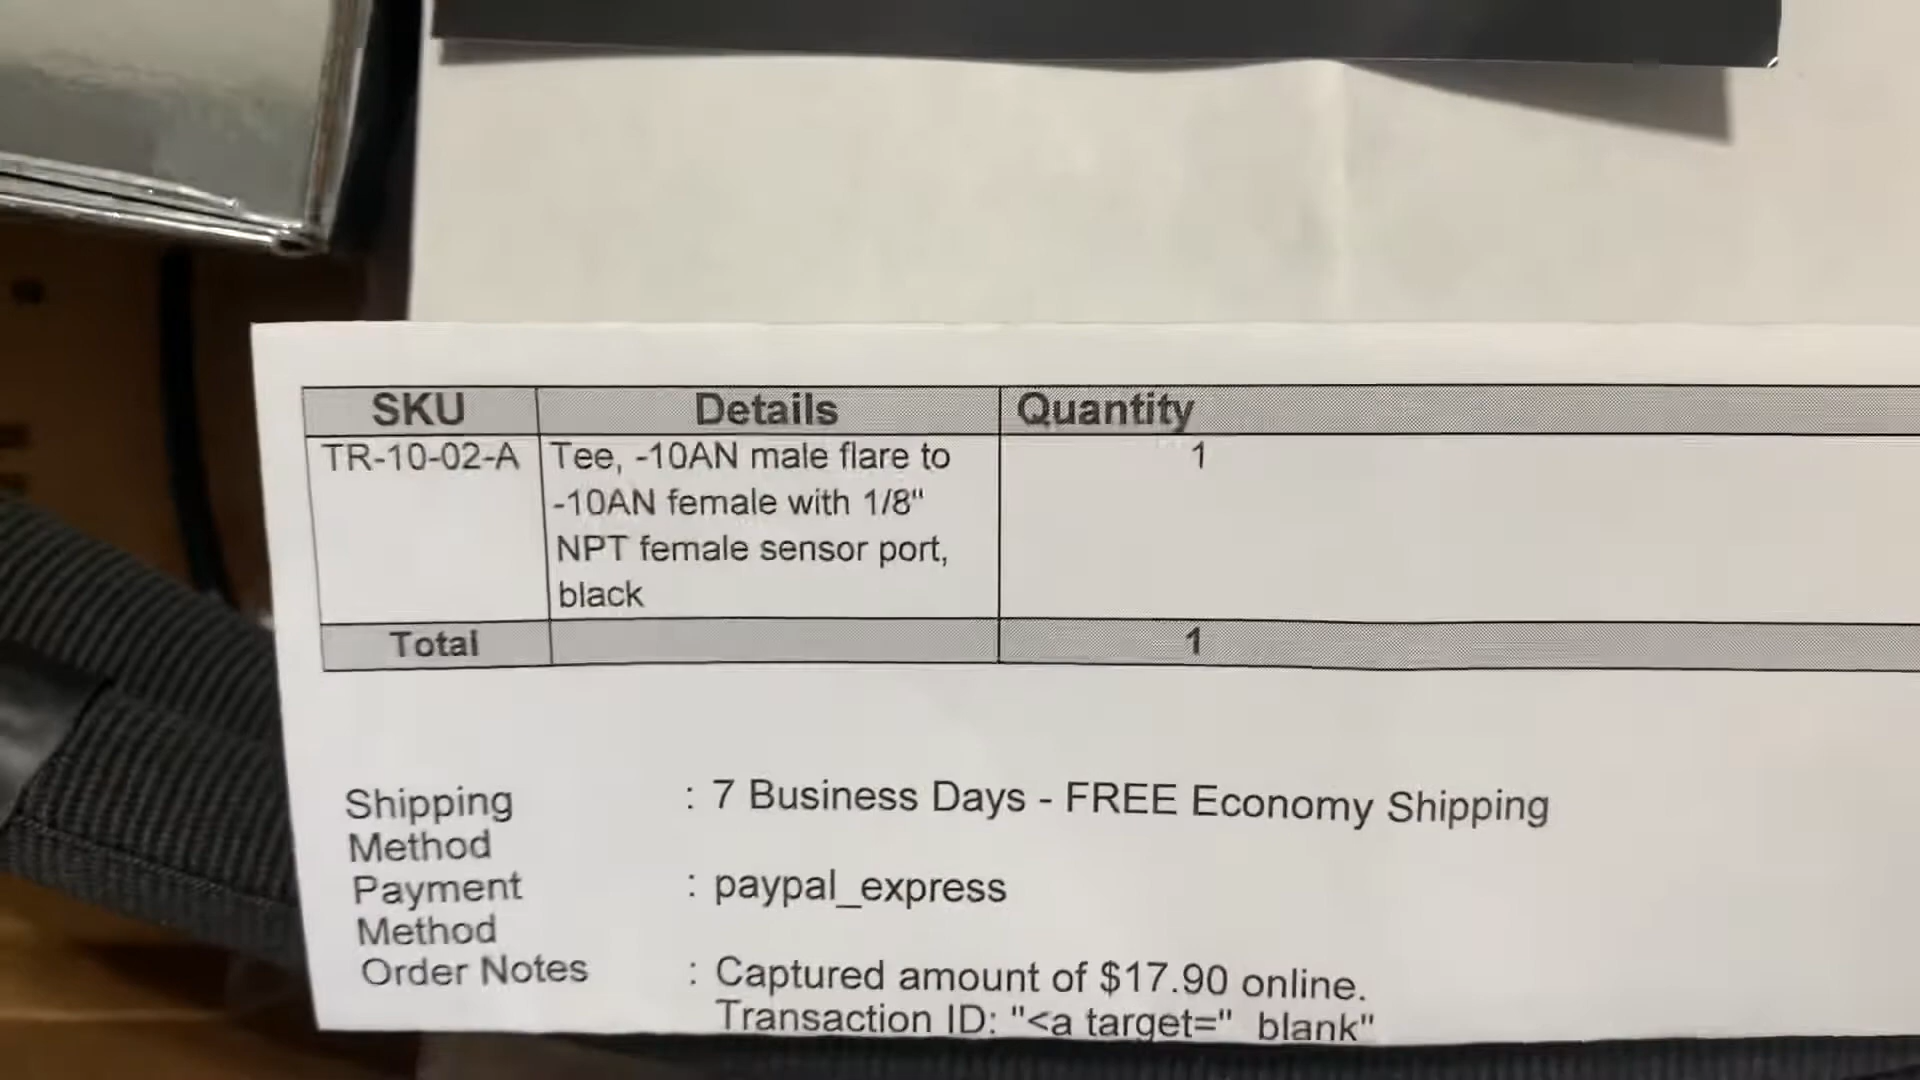 SKU Details Quantity
TR-10-02-A Tee, -10AN male flare to 1
-10AN female with 1/8"
NPT female sensor port,
black
Total 1
Shipping : 7 Business Days - FREE Economy Shipping
Method
Payment : paypal_express
Method
Order Notes : Captured amount of $17.90 online.
Transaction ID: "<a target="_blank"